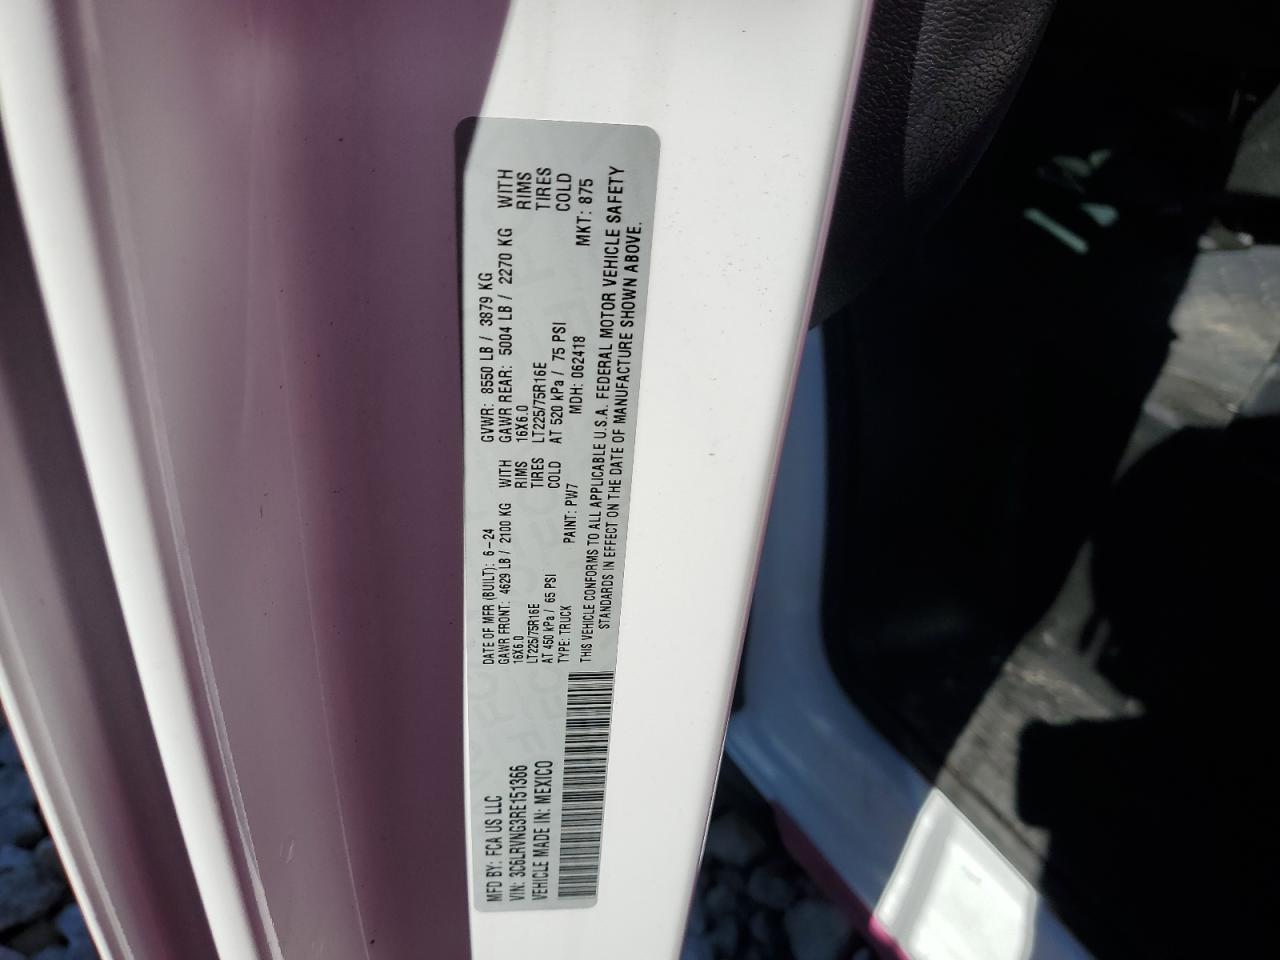 MFD BY: FCA US LLC
VIN: 3C6LRVNG3RE151366
VEHICLE MADE IN: MEXICO
DATE OF MFR (BUILT): 6-24 GVWR: 8550 LB / 3879 KG
GAWR FRONT: 4629 LB / 2100 KG WITH GAWR REAR: 5004 LB / 2270 KG WITH
16X6.0 RIMS 16X6.0 RIMS
LT225/75R16E TIRES LT225/75R16E TIRES
AT 450 kPa / 65 PSI COLD AT 520 kPa / 75 PSI COLD
TYPE: TRUCK PAINT: PW7 MDH: 062418 MKT: 875
THIS VEHICLE CONFORMS TO ALL APPLICABLE U.S.A. FEDERAL MOTOR VEHICLE SAFETY
STANDARDS IN EFFECT ON THE DATE OF MANUFACTURE SHOWN ABOVE.